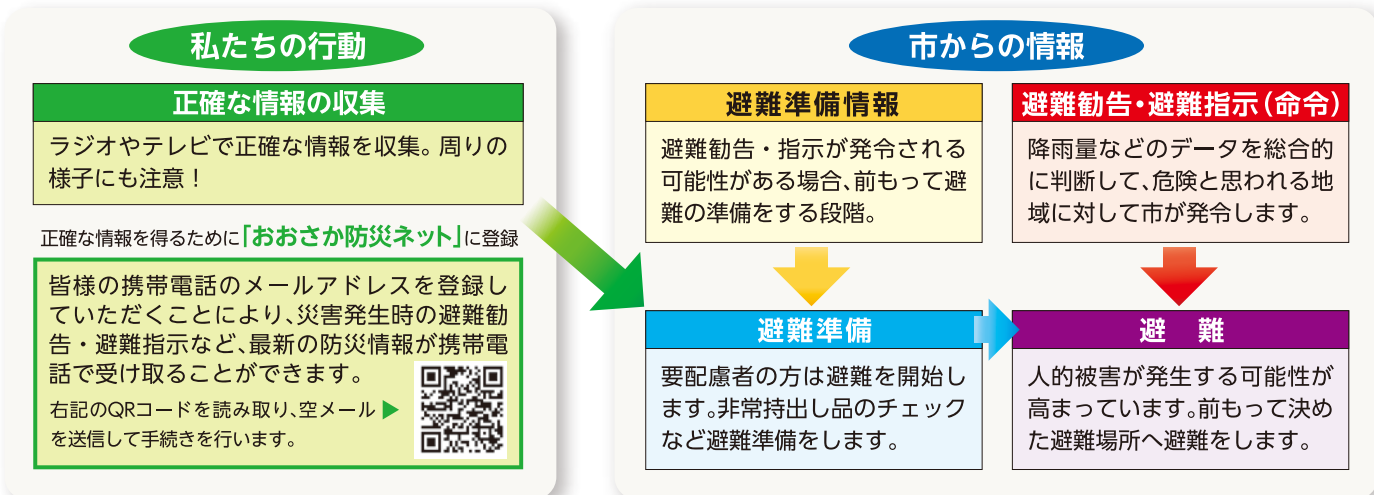 私たちの行動
正確な情報の収集
ラジオやテレビで正確な情報を収集。周りの
様子にも注意！
正確な情報を得るために「おおさか防災ネット」に登録
皆様の携帯電話のメールアドレスを登録し
ていただくことにより、災害発生時の避難勧
告・避難指示など、最新の防災情報が携帯電
話で受け取ることができます。
右記のQRコードを読み取り、空メール▶
を送信して手続きを行います。
市からの情報
避難準備情報
避難勧告・指示が発令される
可能性がある場合、前もって避
難の準備をする段階。
避難勧告・避難指示（命令）
降雨量などのデータを総合的
に判断して、危険と思われる地
域に対して市が発令します。
避難準備
要配慮者の方は避難を開始し
ます。非常持出し品のチェック
など避難準備をします。
避　難
人的被害が発生する可能性が
高まっています。前もって決め
た避難場所へ避難をします。